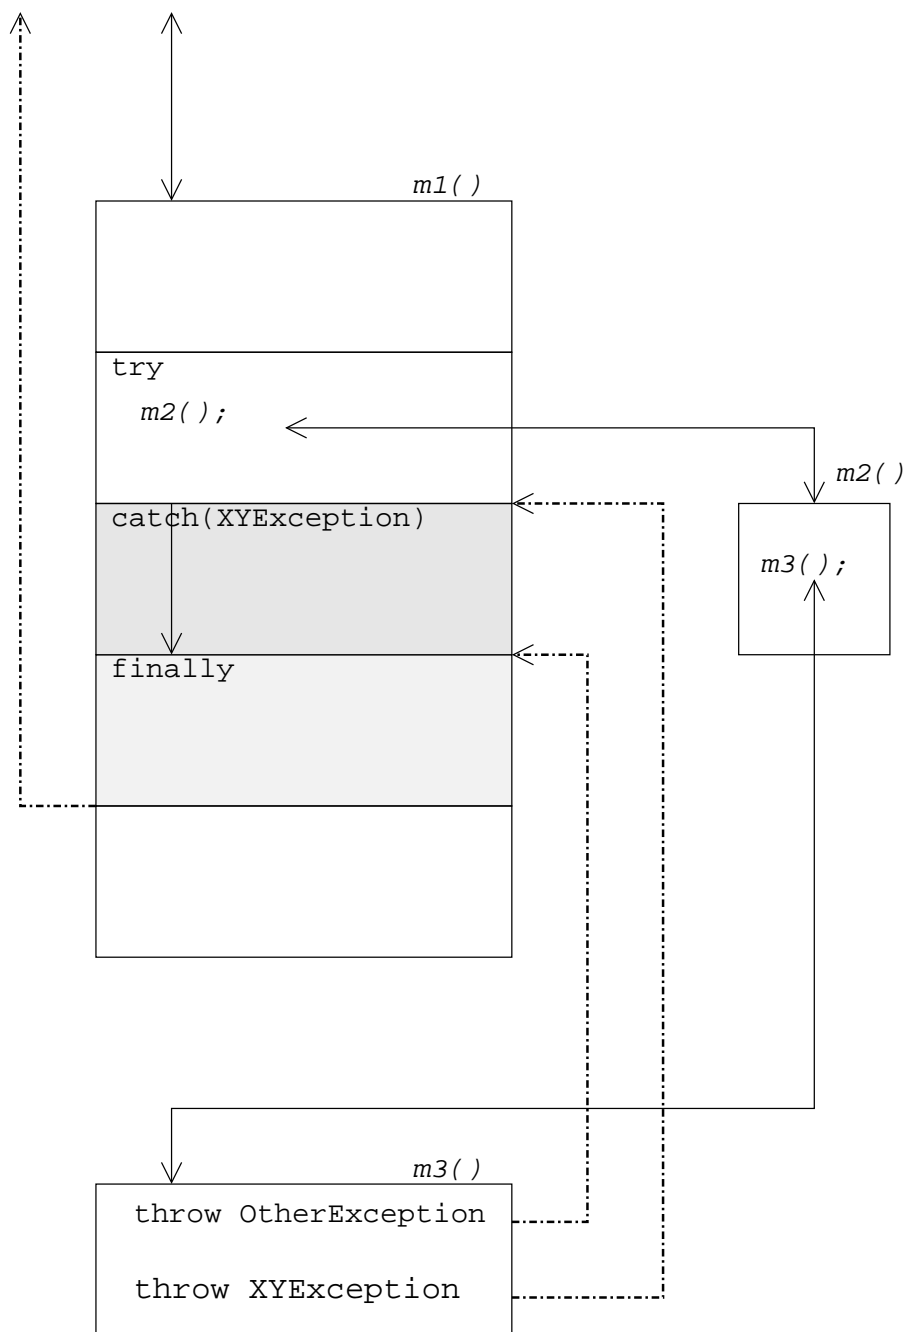 m1()
try
m2();
m2()
catch(XYException)
m3();
finally
m3()
throw OtherException
throw XYException